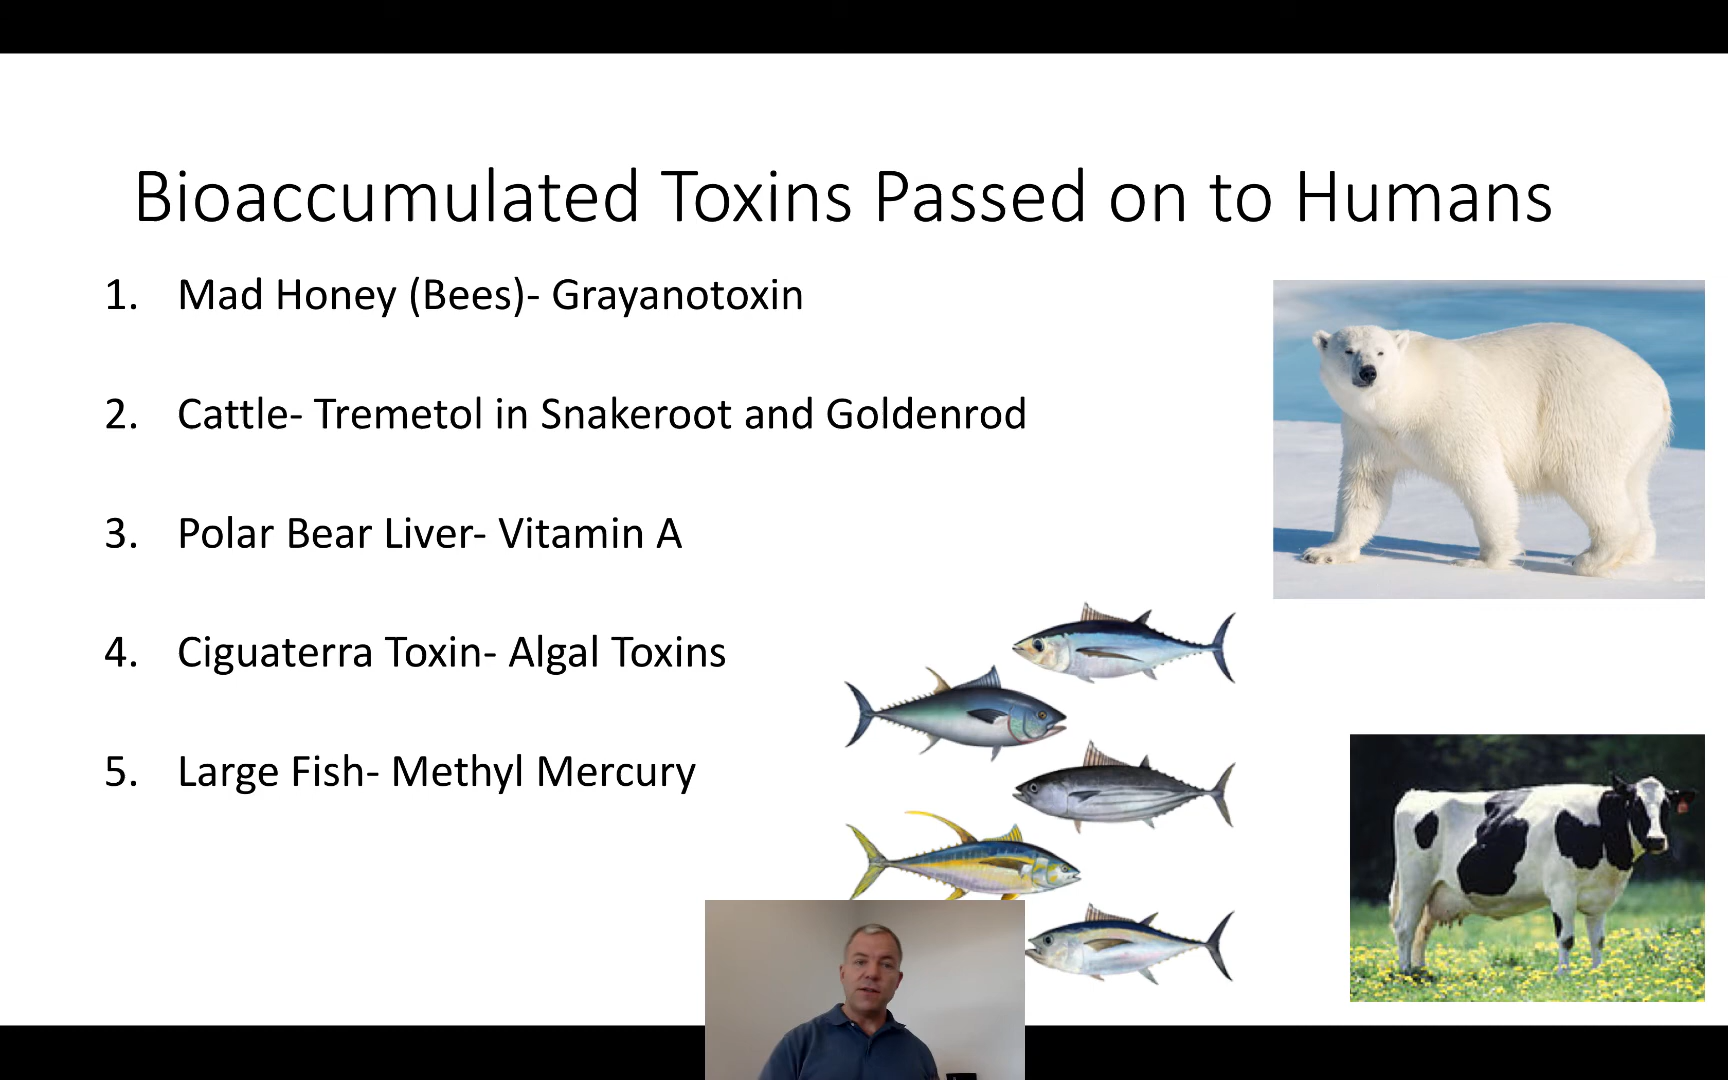 Bioaccumulated Toxins Passed on to Humans
1. Mad Honey (Bees)- Grayanotoxin
2. Cattle- Tremetol in Snakeroot and Goldenrod
3. Polar Bear Liver- Vitamin A
4. Ciguaterra Toxin- Algal Toxins
5. Large Fish- Methyl Mercury